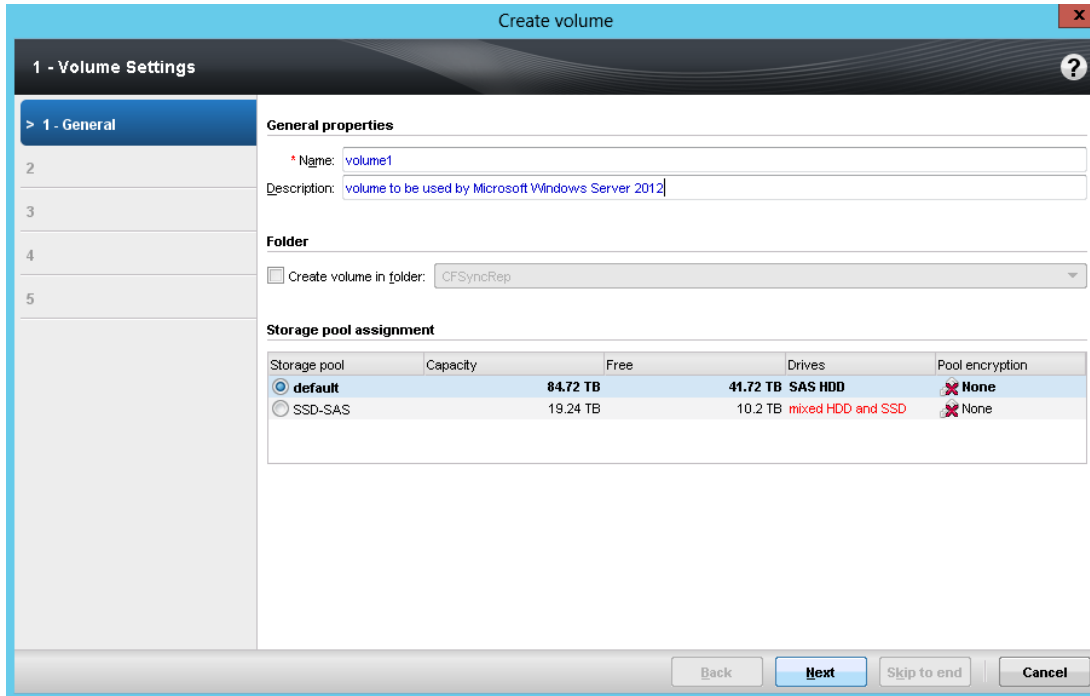 Create volume
x
1 - Volume Settings
?
> 1 - General
2
3
4
5
General properties
* Name: volume1
Description: volume to be used by Microsoft Windows Server 2012
Folder
Create volume in folder: CFSyncRep
Storage pool assignment
Storage pool Capacity Free Drives Pool encryption
default 84.72 TB 41.72 TB SAS HDD None
SSD-SAS 19.24 TB 10.2 TB mixed HDD and SSD None
Back Next Skip to end Cancel